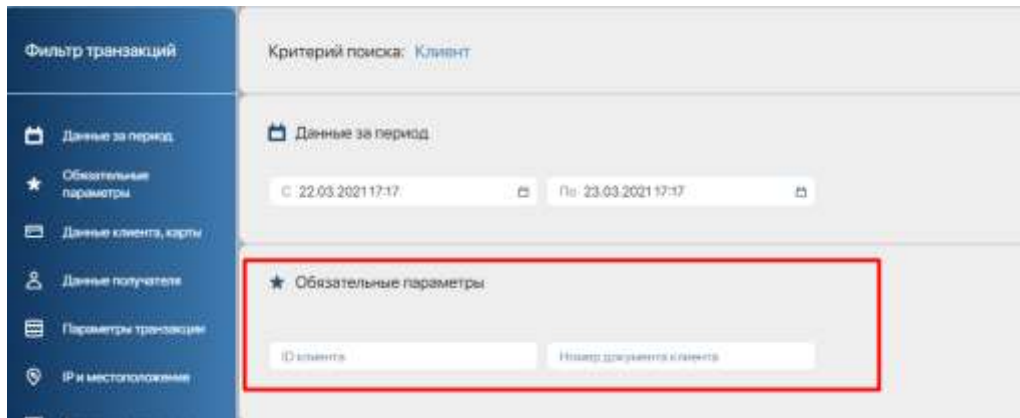 Фильтр транзакций
Критерий поиска: Клиент
Данные за период
Обязательные
параметры
Данные клиента, карты
Данные получателя
Параметры транзакции
IP и местоположение
Данные за период
С 22.03.2021 17:17
По 23.03.2021 17:17
Обязательные параметры
ID клиента
Номер документа клиента